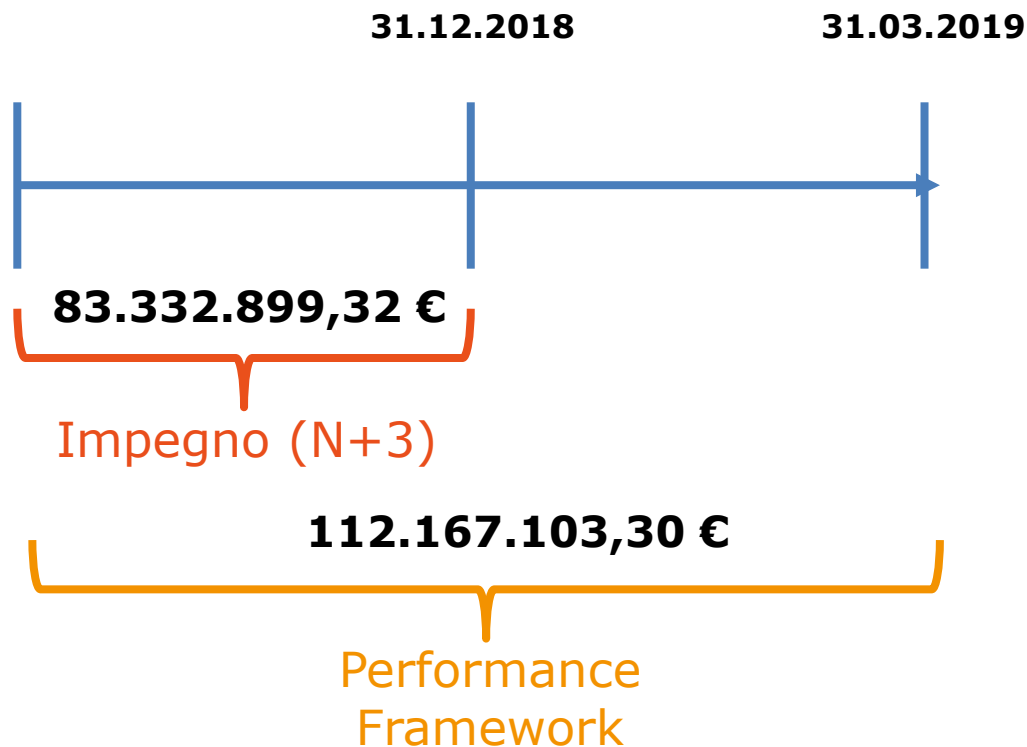 31.12.2018
31.03.2019
83.332.899,32 €
Impegno (N+3)
112.167.103,30 €
Performance
Framework